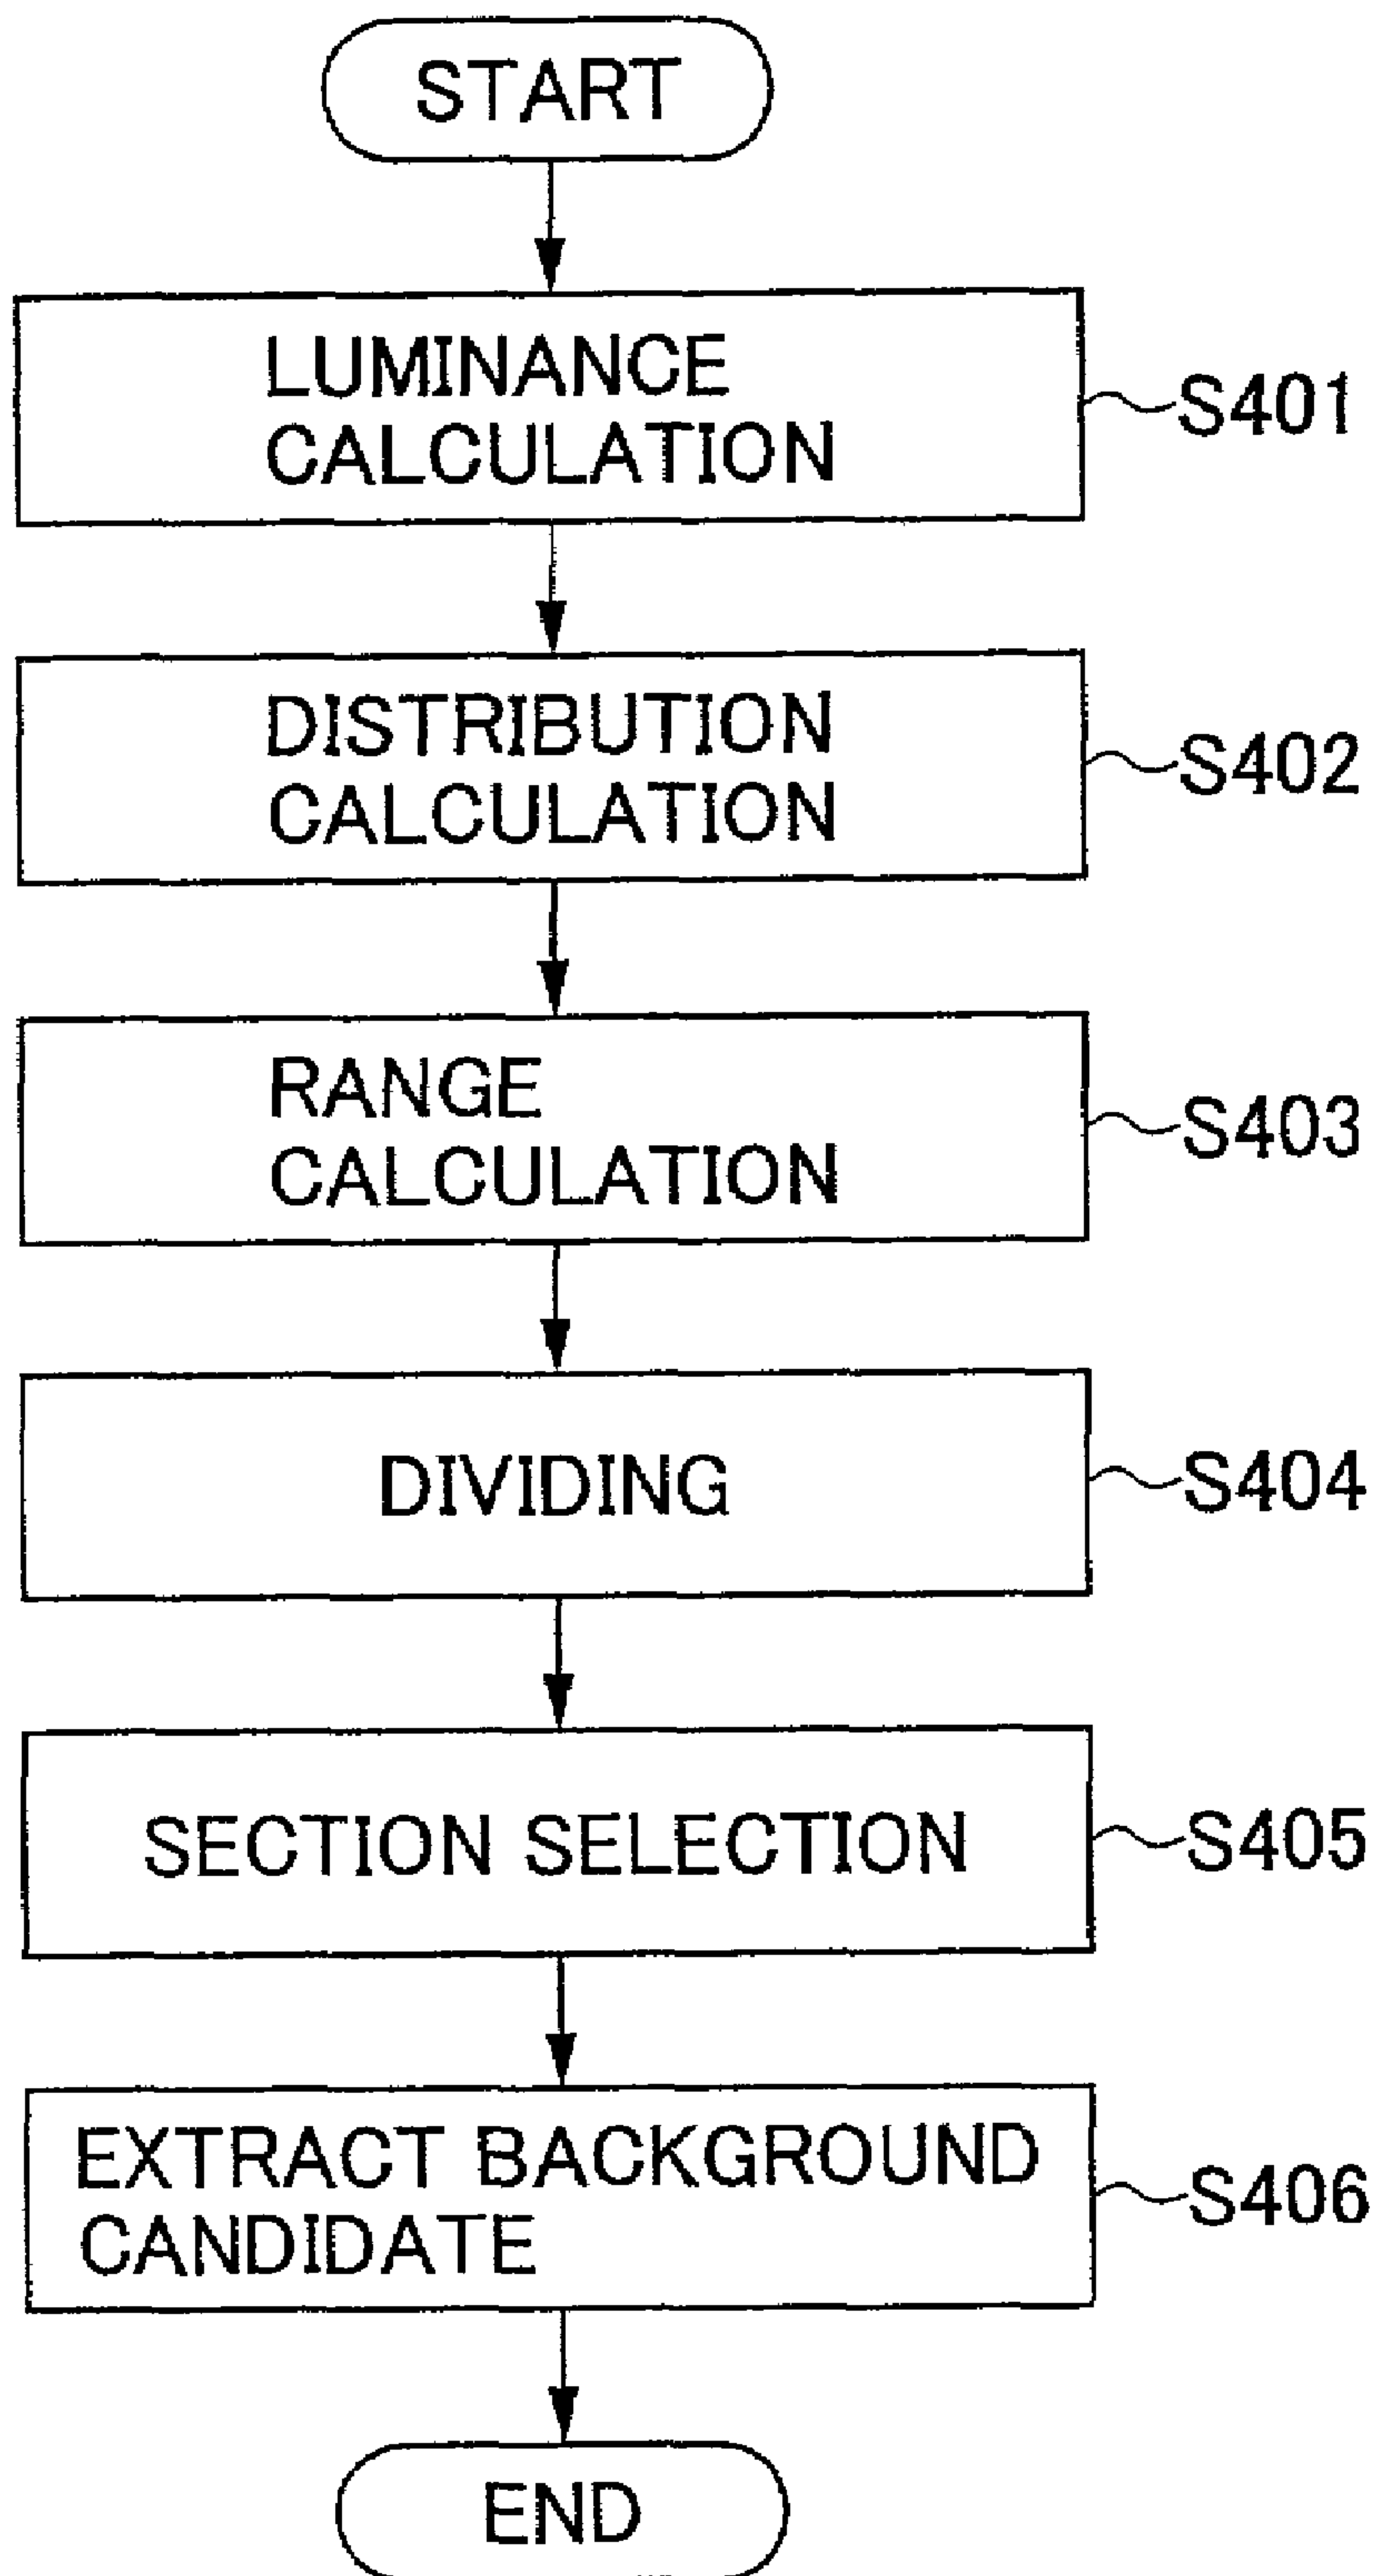 START
LUMINANCE
CALCULATION
S401
DISTRIBUTION
CALCULATION
S402
RANGE
CALCULATION
S403
DIVIDING
S404
SECTION SELECTION
S405
EXTRACT BACKGROUND
CANDIDATE
S406
END